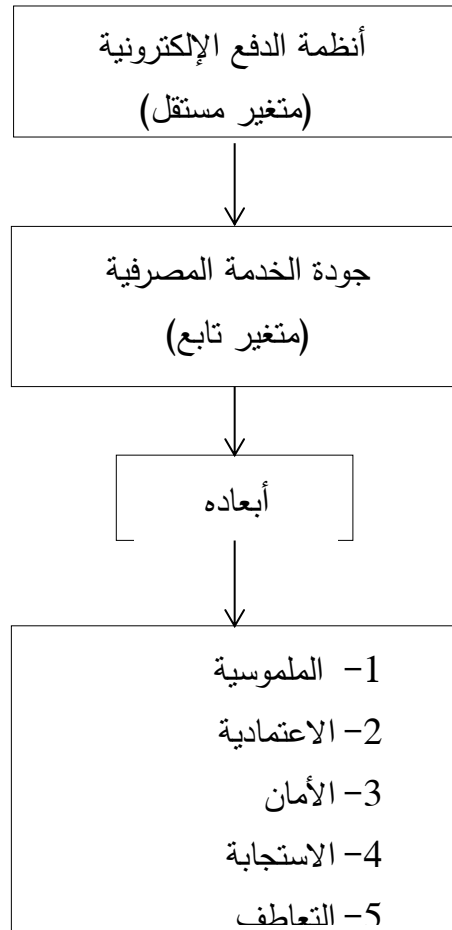 أنظمة الدفع الإلكترونية
(متغير مستقل)
جودة الخدمة المصرفية
(متغير تابع)
أبعاده
1- الملموسية
2- الاعتمادية
3- الأمان
4- الاستجابة
5- التعاطف